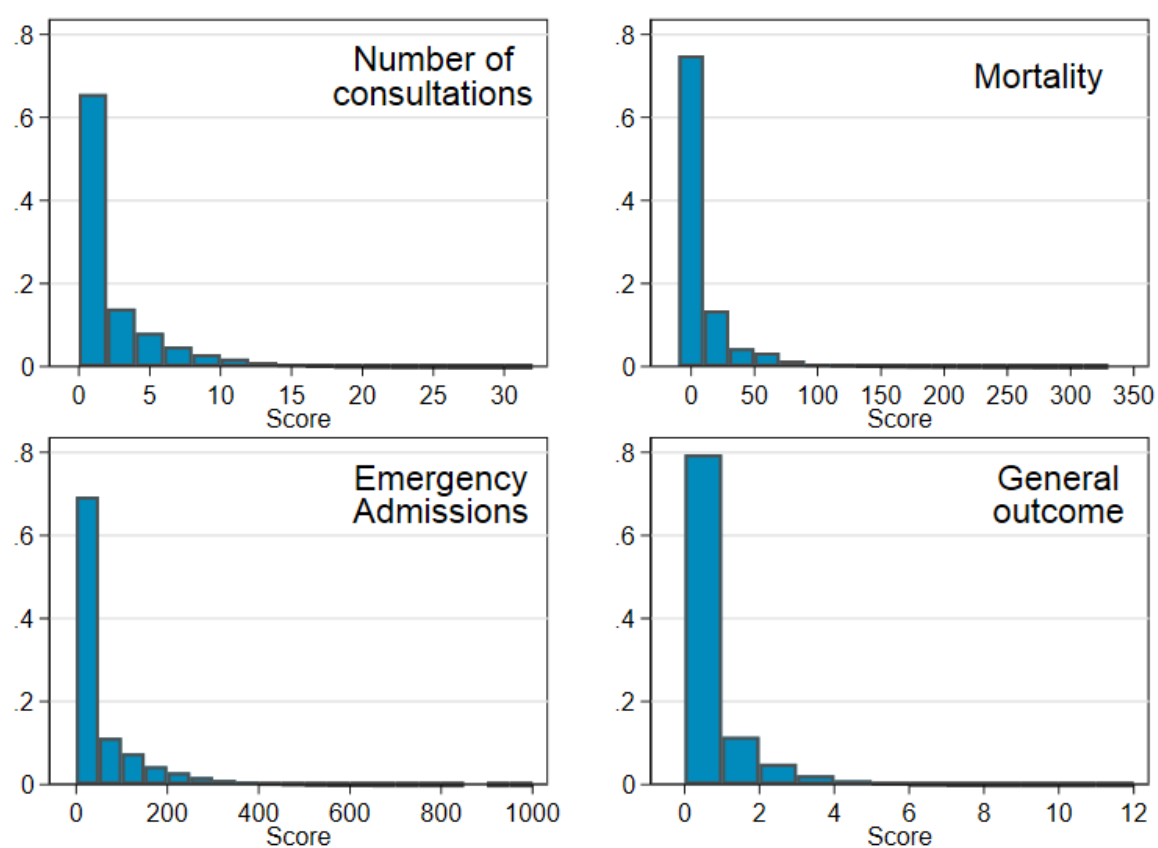 Number of
consultations
.8
.6
.4
.2
0
0 5 10 15 20 25 30
Score
Mortality
.8
.6
.4
.2
0
0 50 100 150 200 250 300 350
Score
Emergency
Admissions
.8
.6
.4
.2
0
0 200 400 600 800 1000
Score
General
outcome
.8
.6
.4
.2
0
0 2 4 6 8 10 12
Score